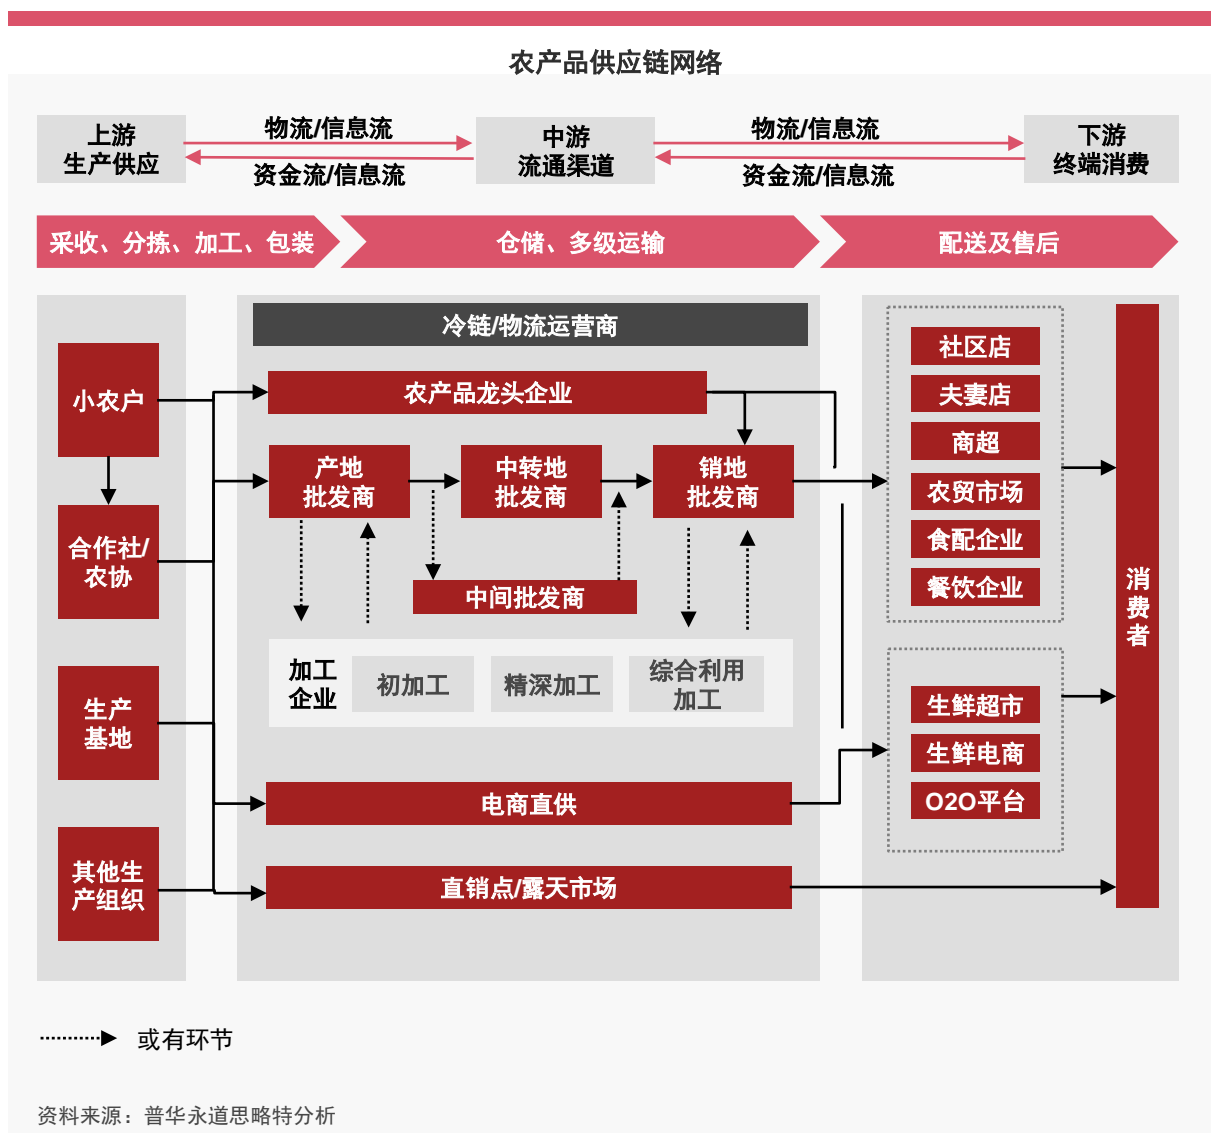 农产品供应链网络
上游
生产供应
物流/信息流
资金流/信息流
中游
流通渠道
物流/信息流
资金流/信息流
下游
终端消费
采收、分拣、加工、包装
仓储、多级运输
配送及售后
小农户
合作社/
农协
生产
基地
其他生
产组织
冷链/物流运营商
农产品龙头企业
产地
批发商
中转地
批发商
销地
批发商
中间批发商
加工
企业
初加工
精深加工
综合利用
加工
电商直供
直销点/露天市场
社区店
夫妻店
商超
农贸市场
食配企业
餐饮企业
生鲜超市
生鲜电商
O2O平台
消
费
者
或有环节
资料来源：普华永道思略特分析